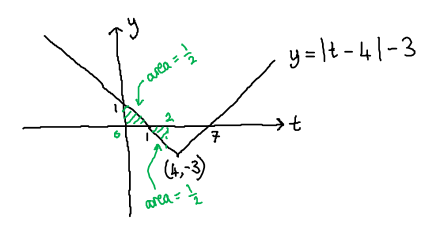 y
y = |t - 4| - 3
area = 1/2
1
2
0
1
7
t
(4, -3)
area = 1/2